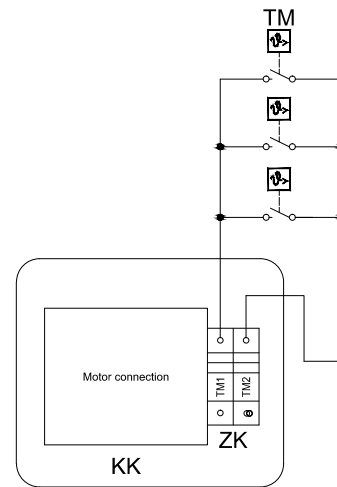 TM
ϑ>
ϑ>
ϑ>
Motor connection
TM1
TM2
ZK
KK